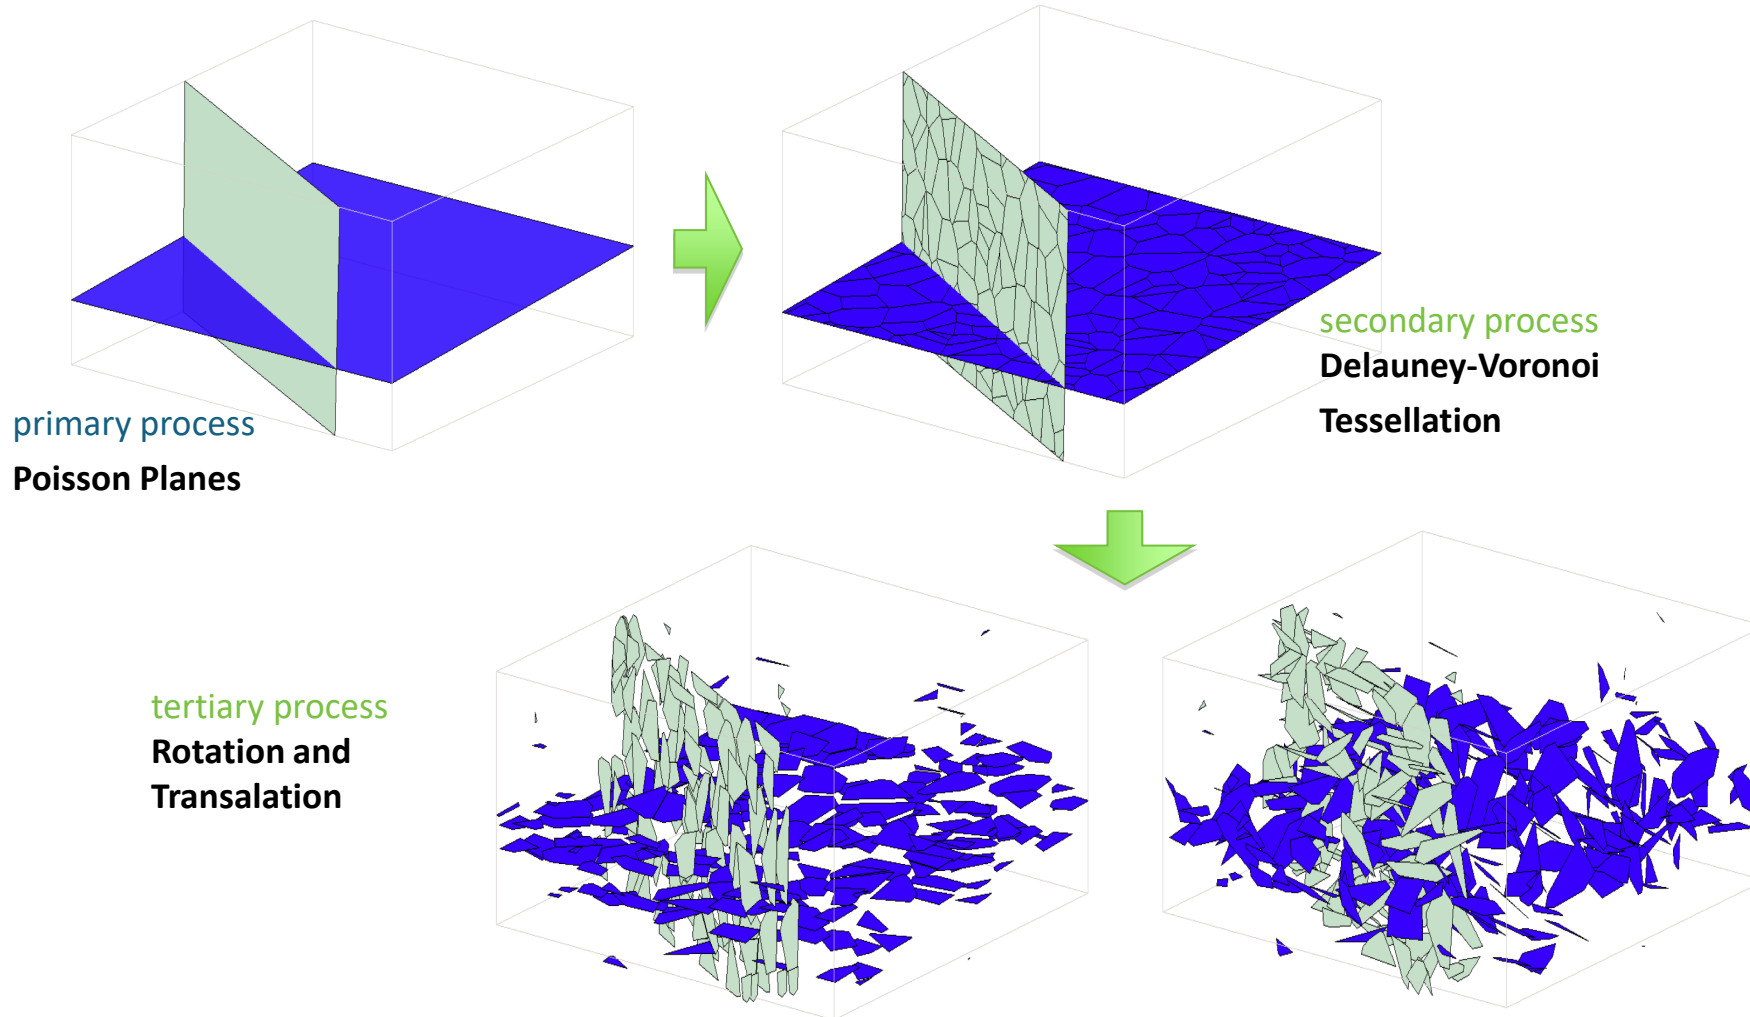 primary process
Poisson Planes
secondary process
Delauney-Voronoi
Tessellation
tertiary process
Rotation and
Transalation